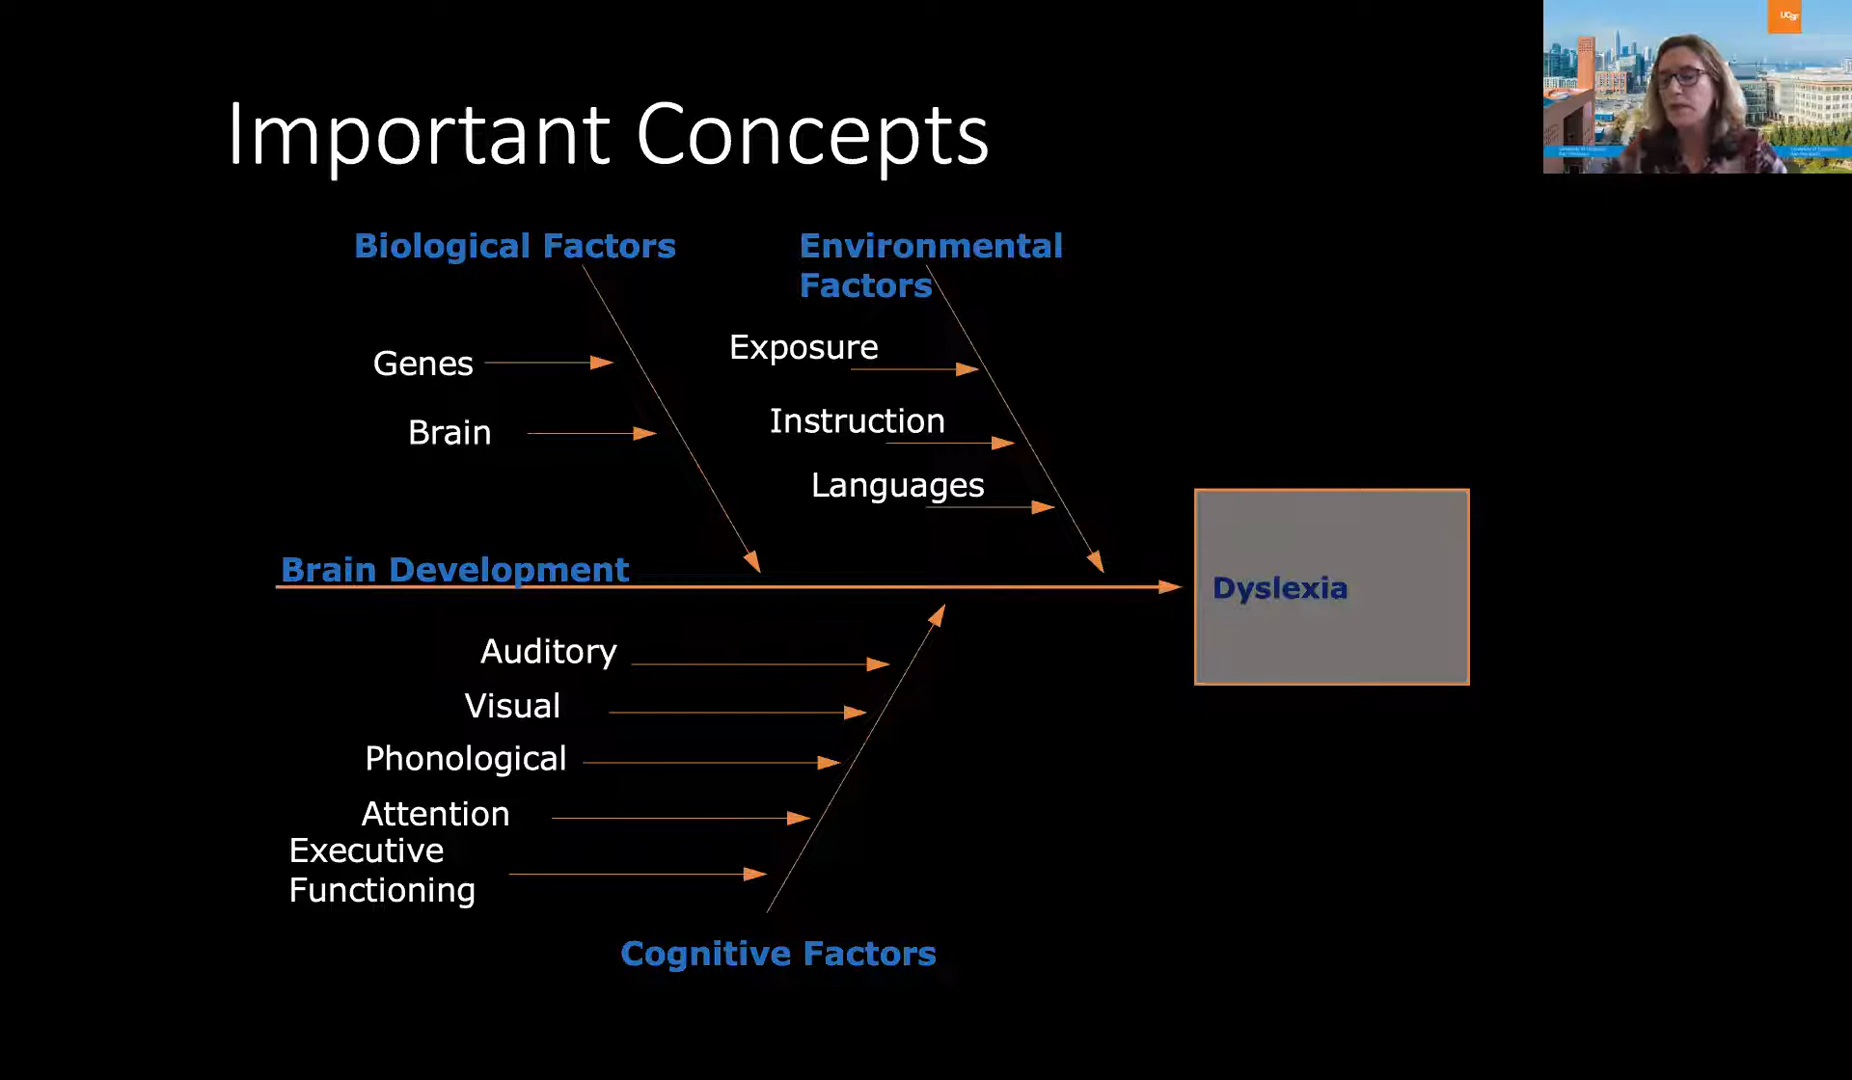 Important Concepts
Biological Factors
Environmental
Factors
Genes
Brain
Exposure
Instruction
Languages
Brain Development
Dyslexia
Auditory
Visual
Phonological
Attention
Executive
Functioning
Cognitive Factors
UCSF